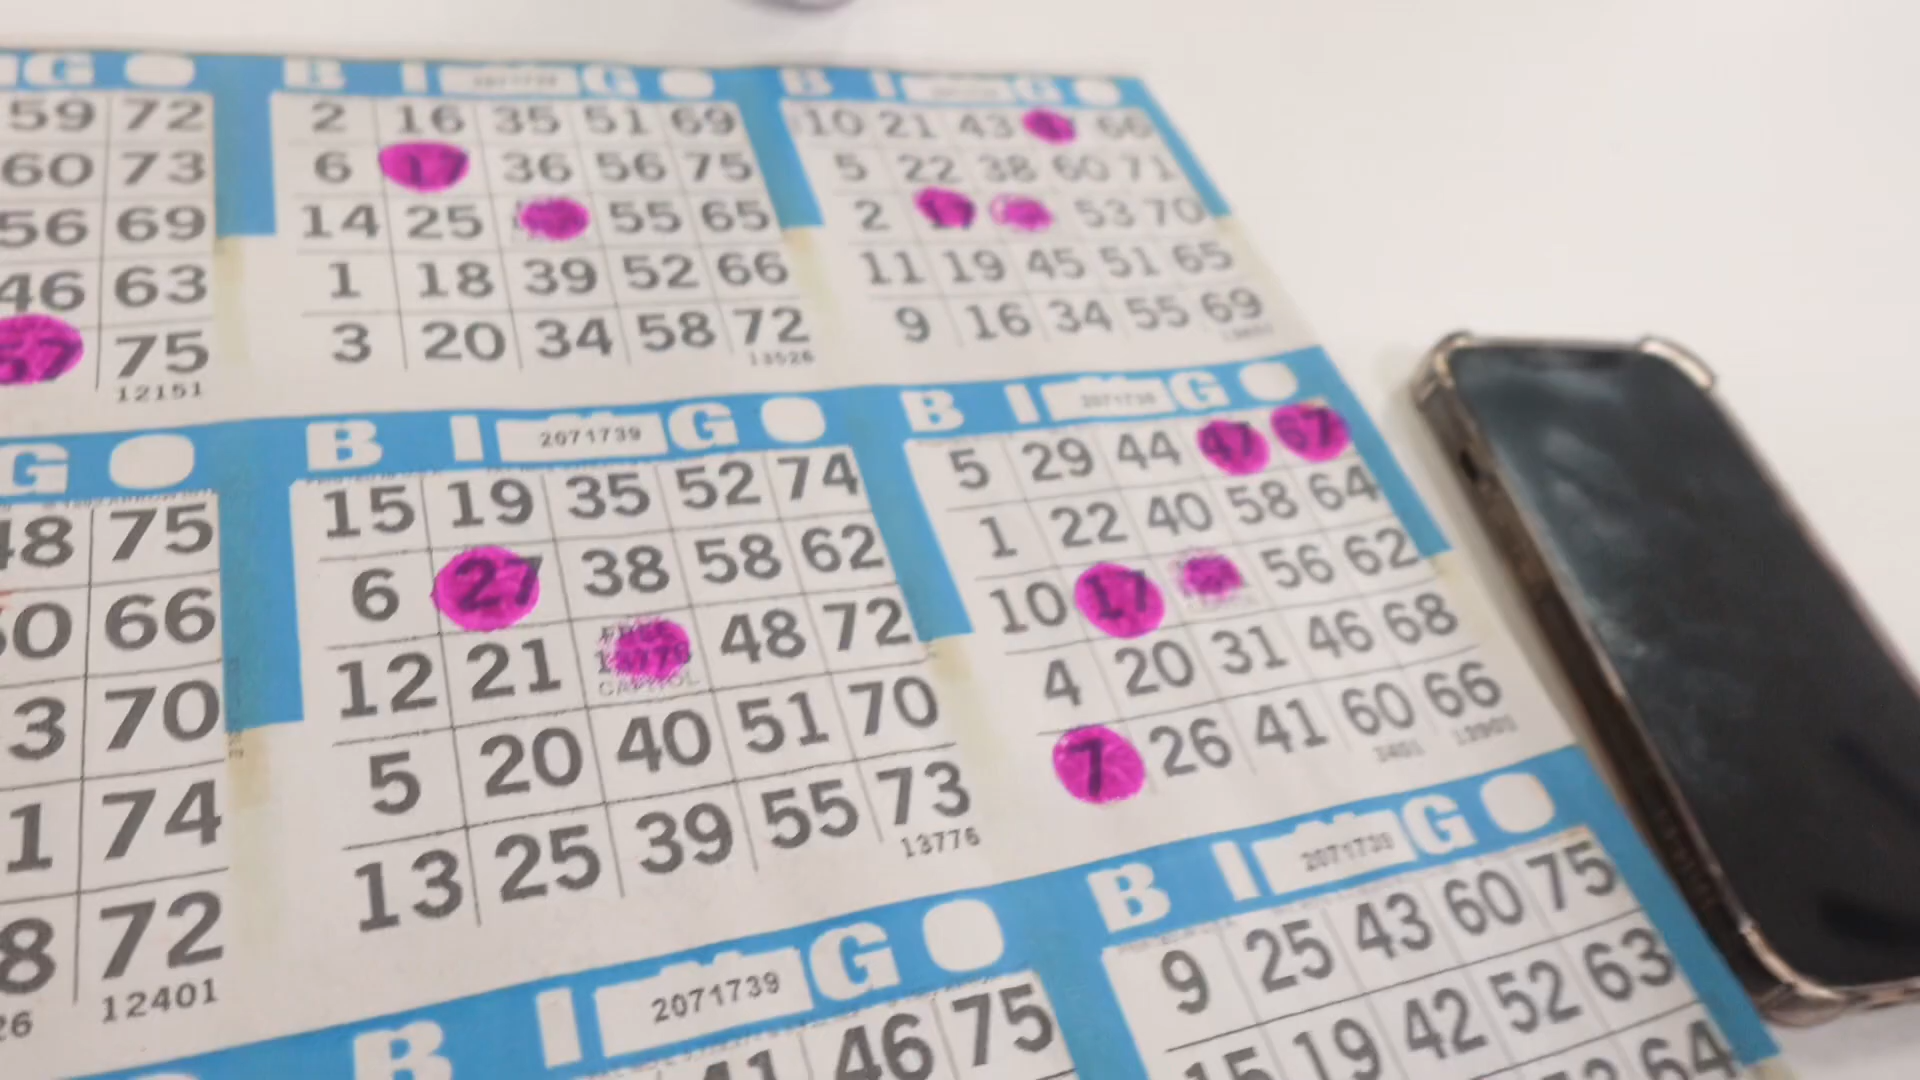 G O
59 72
60 73
56 69
46 63
57 75
12151
B I G O
2 16 35 51 69
6 17 36 56 75
14 25 55 65
1 18 39 52 66
3 20 34 58 72
13526
B I G O
10 21 43 66
5 22 38 60 71
2 17 53 70
11 19 45 51 65
9 16 34 55 69
G O
48 75
66
3 70
1 74
8 72
26 12401
B I 2071739 G O
15 19 35 52 74
6 27 38 58 62
12 21 FREE 48 72
CAPITOL
5 20 40 51 70
13 25 39 55 73
13776
B I 2071739 G O
5 29 44 47 67
1 22 40 58 64
10 17 56 62
4 20 31 46 68
7 26 41 60 66
3401
B I 2071739 G O
41 46 75
B I 2071739 G O
9 25 43 60 75
15 19 42 52 63
64